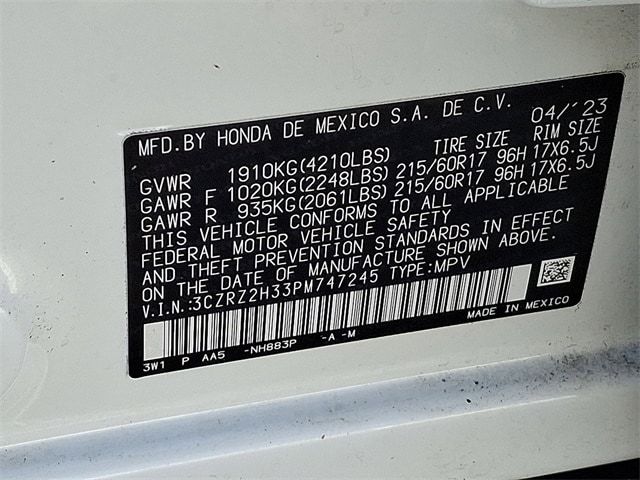 MFD.BY HONDA DE MEXICO S.A. DE C.V. 04/'23
TIRE SIZE RIM SIZE
GVWR 1910KG(4210LBS)
GAWR F 1020KG(2248LBS) 215/60R17 96H 17X6.5J
GAWR R 935KG(2061LBS) 215/60R17 96H 17X6.5J
THIS VEHICLE CONFORMS TO ALL APPLICABLE
FEDERAL MOTOR VEHICLE SAFETY
AND THEFT PREVENTION STANDARDS IN EFFECT
ON THE DATE OF MANUFACTURE SHOWN ABOVE.
V.I.N.:3CZRZ2H33PM747245 TYPE:MPV
MADE IN MEXICO
3W1 P AA5 -NH883P -A -M